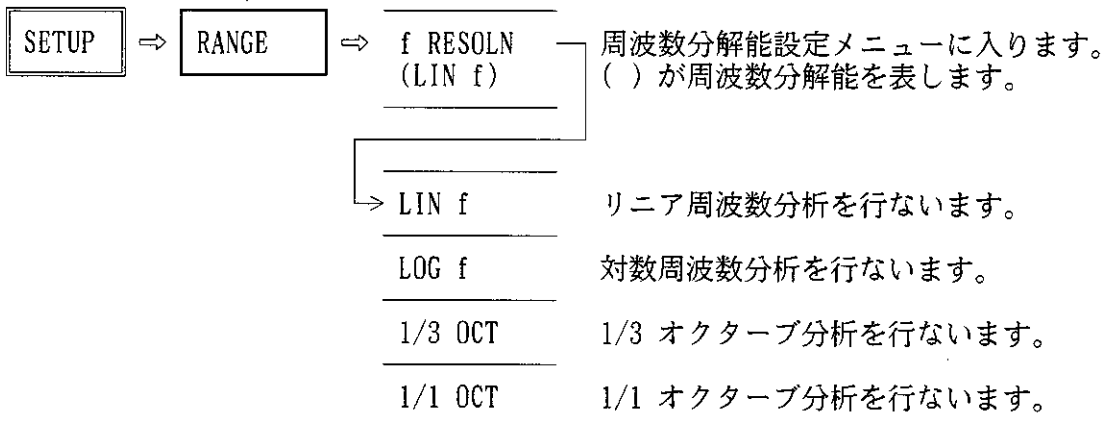 SETUP ⇨ RANGE ⇨ f RESOLN 周波数分解能設定メニューに入ります。
(LIN f) ( ) が周波数分解能を表します。
LIN f リニア周波数分析を行ないます。
LOG f 対数周波数分析を行ないます。
1/3 OCT 1/3 オクターブ分析を行ないます。
1/1 OCT 1/1 オクターブ分析を行ないます。